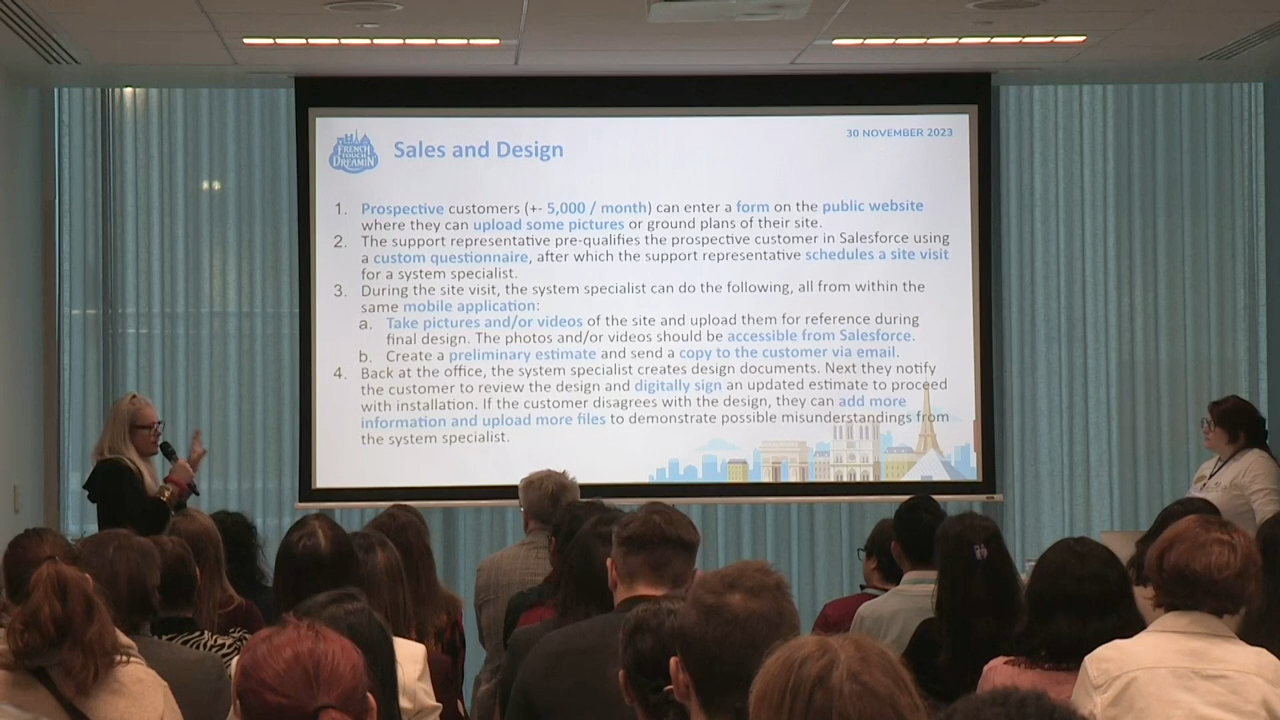 FRENCH
TOUCH
DREAMIN'
Sales and Design
30 NOVEMBER 2023
1. Prospective customers (+- 5,000 / month) can enter a form on the public website
where they can upload some pictures or ground plans of their site.
2. The support representative pre-qualifies the prospective customer in Salesforce using
a custom questionnaire, after which the support representative schedules a site visit
for a system specialist.
3. During the site visit, the system specialist can do the following, all from within the
same mobile application:
a. Take pictures and/or videos of the site and upload them for reference during
final design. The photos and/or videos should be accessible from Salesforce.
b. Create a preliminary estimate and send a copy to the customer via email.
4. Back at the office, the system specialist creates design documents. Next they notify
the customer to review the design and digitally sign an updated estimate to proceed
with installation. If the customer disagrees with the design, they can add more
information and upload more files to demonstrate possible misunderstandings from
the system specialist.